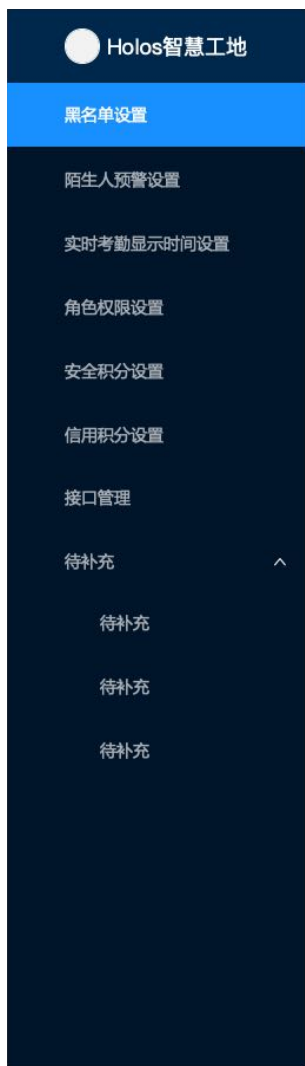 Holos智慧工地
黑名单设置
陌生人预警设置
实时考勤显示时间设置
角色权限设置
安全积分设置
信用积分设置
接口管理
待补充
待补充
待补充
待补充